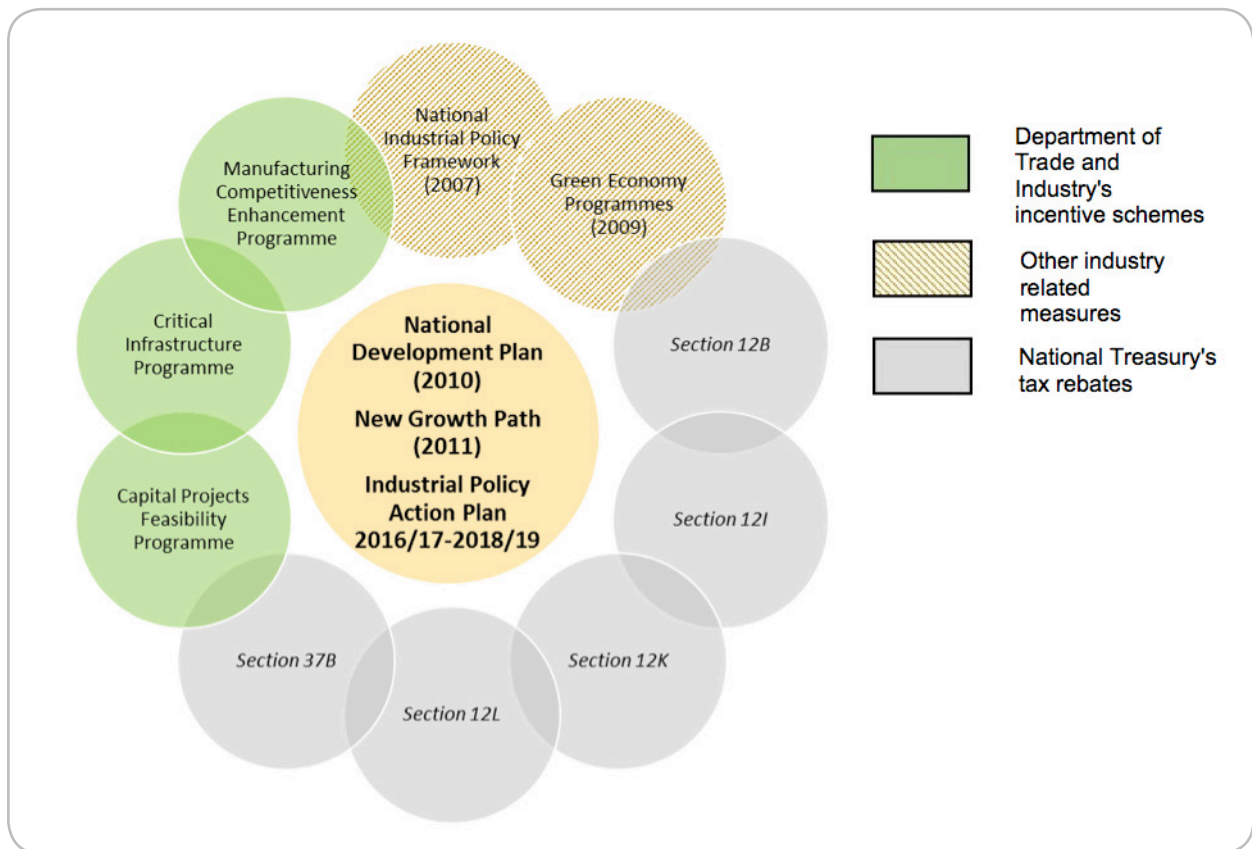 National
Industrial Policy
Framework
(2007)
Green Economy
Programmes
(2009)
Section 12B
Section 12I
Section 12K
Section 12L
Section 37B
Capital Projects
Feasibility
Programme
Critical
Infrastructure
Programme
Manufacturing
Competitiveness
Enhancement
Programme
National
Development Plan
(2010)
New Growth Path
(2011)
Industrial Policy
Action Plan
2016/17-2018/19
Department of
Trade and
Industry's
incentive schemes
Other industry
related
measures
National Treasury's
tax rebates